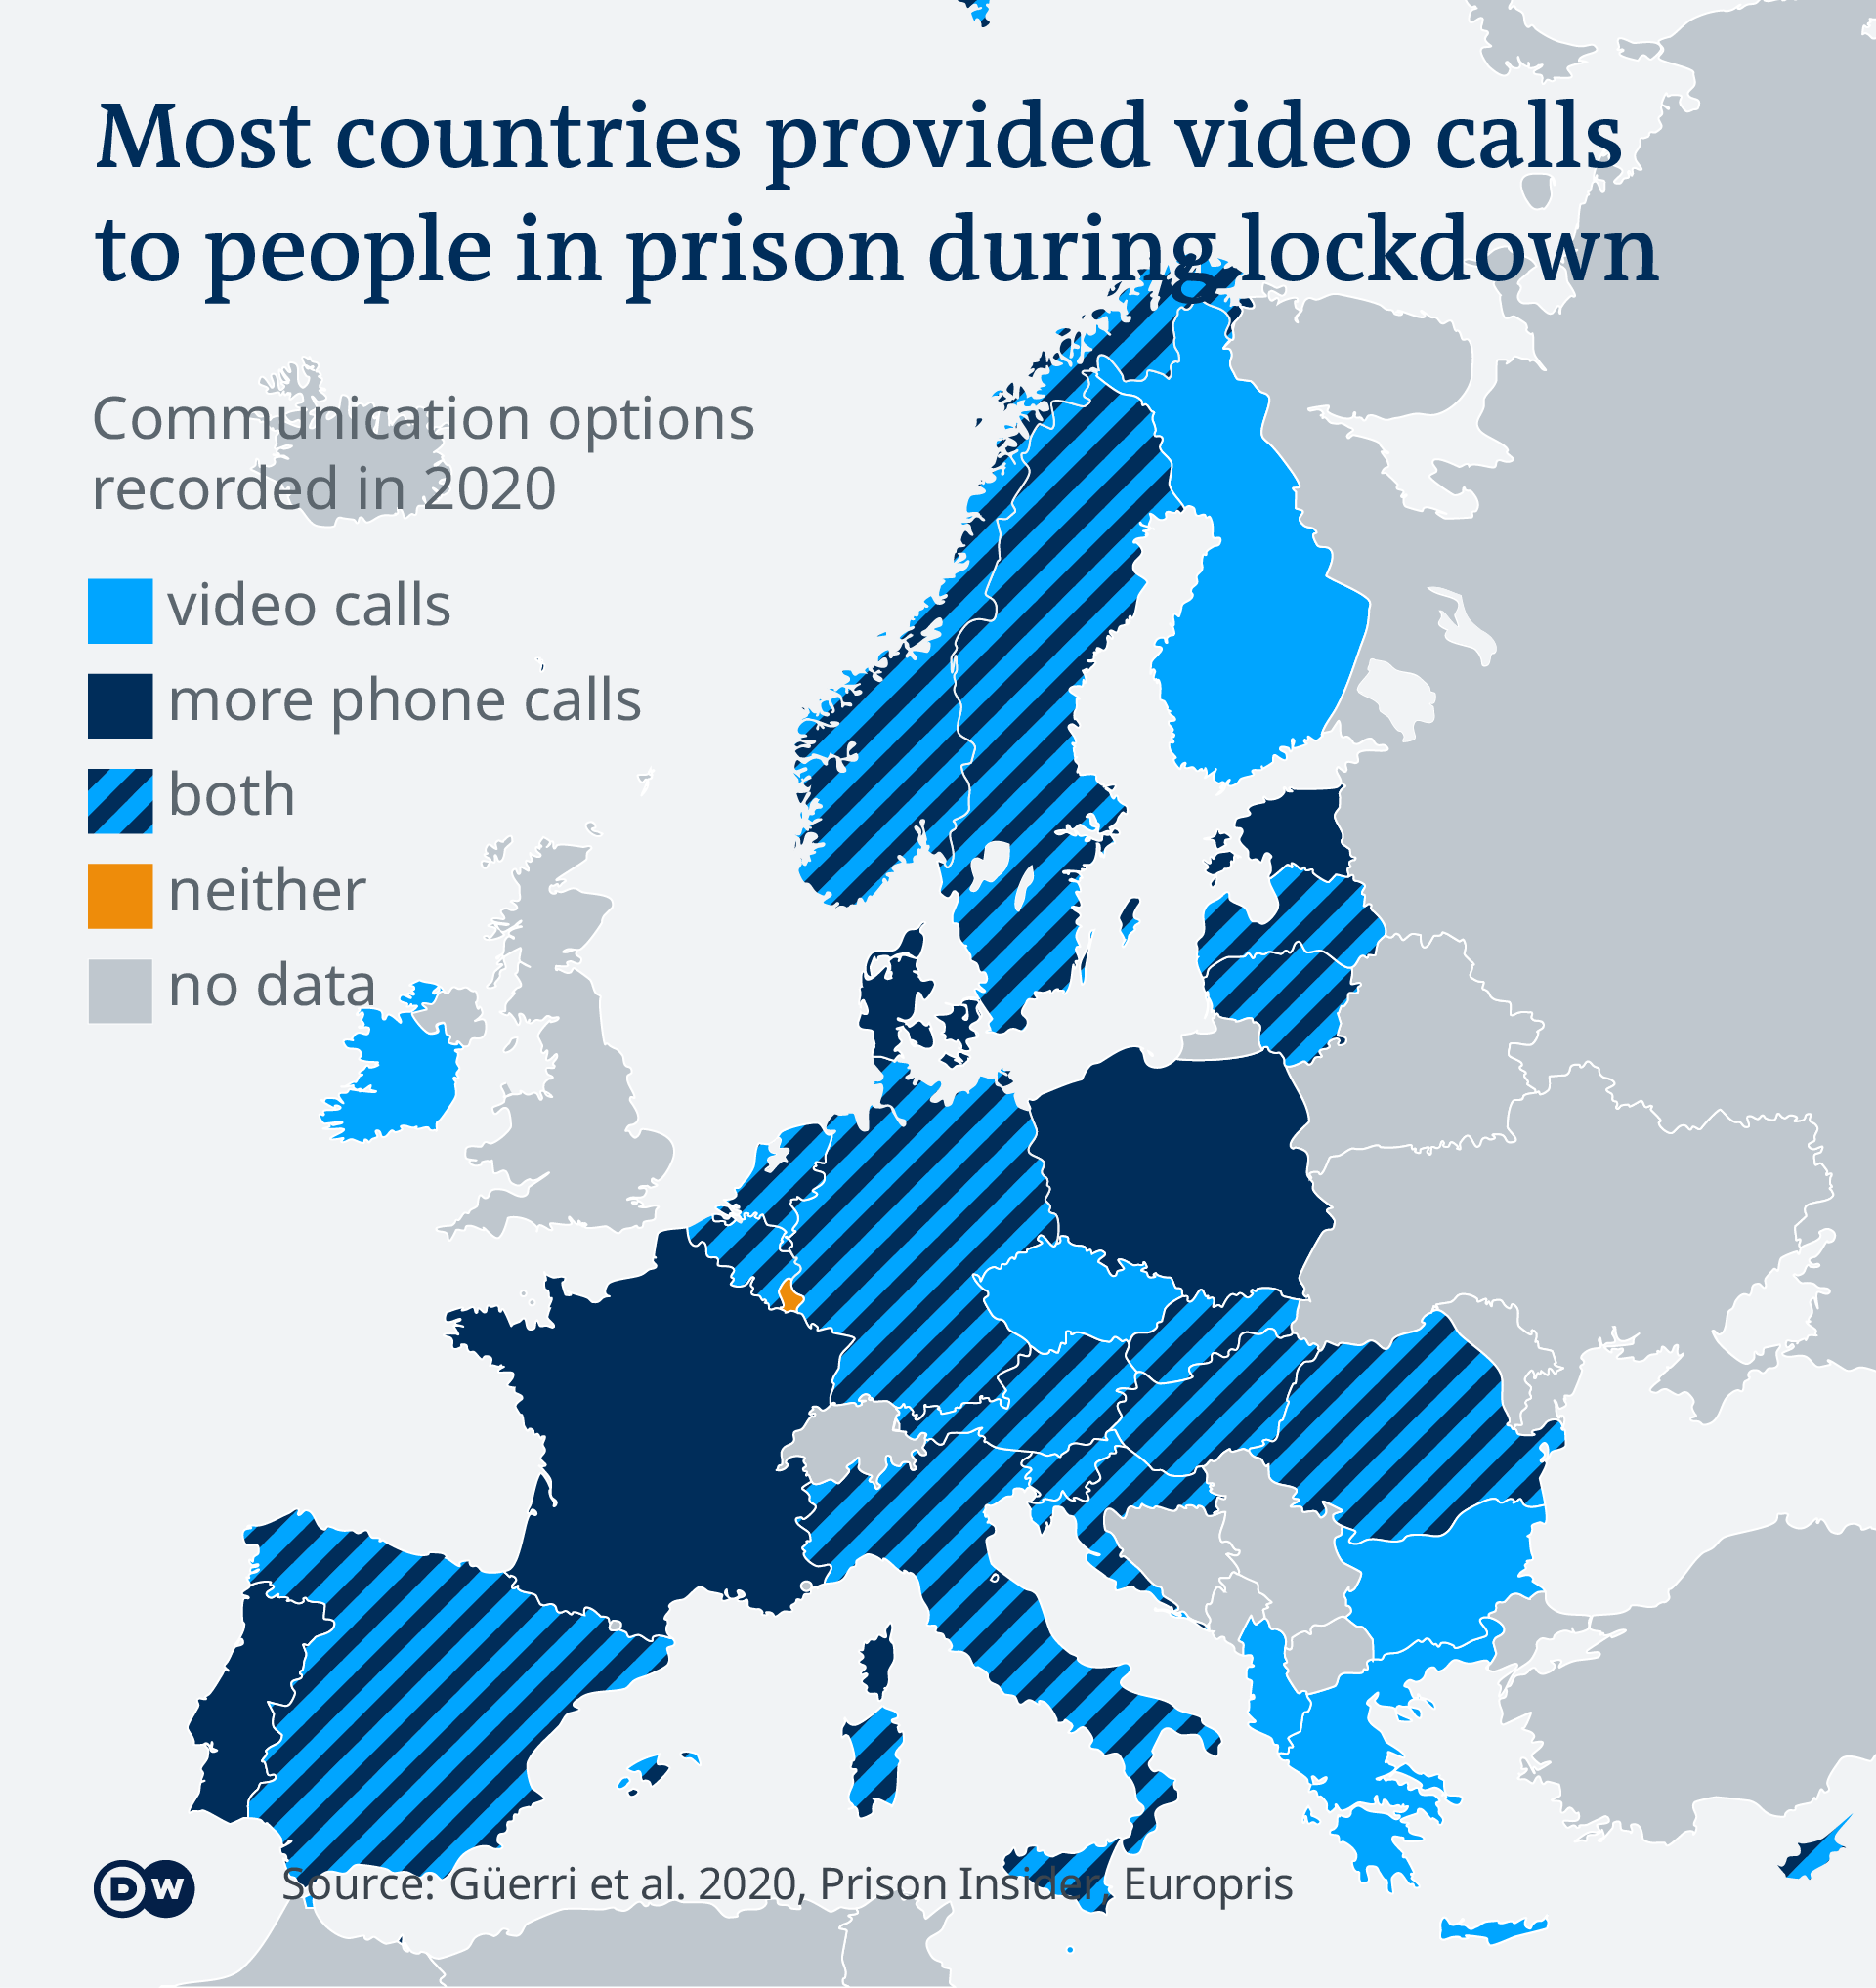 Most countries provided video calls
to people in prison during lockdown
Communication options
recorded in 2020
video calls
more phone calls
both
neither
no data
DW
Source: Güerri et al. 2020, Prison Insider, Europris